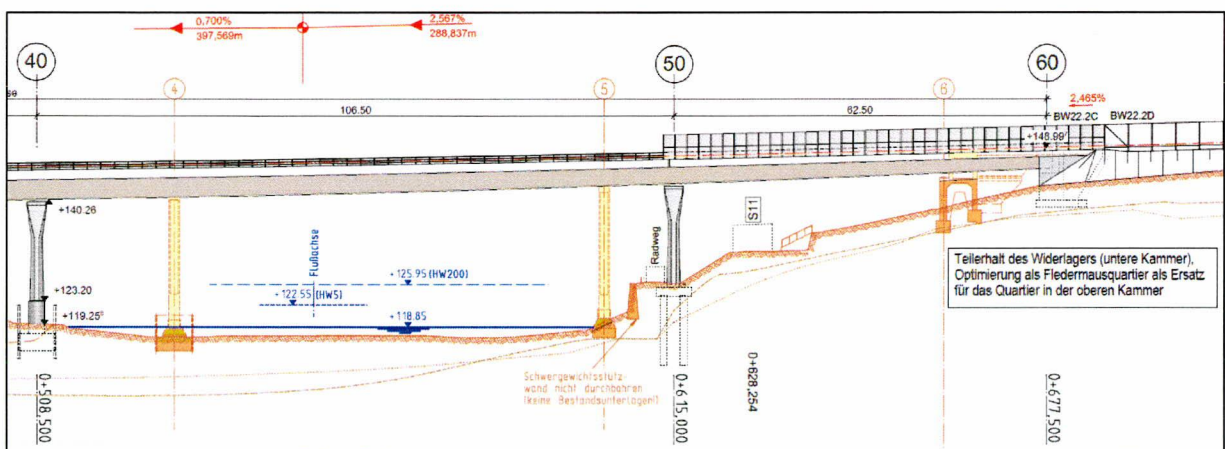 0,700%
397,569m
2,567%
288,837m
40
50
60
4
5
6
se
106.50
62.50
2,465%
BW22.2C
BW22.2D
+148.99
+140.26
Flußachse
+125.95 (HW200)
+122.55 (HW5)
+123.20
+119.25⁵
+118.85
Radweg
S11
Teilerhalt des Widerlagers (untere Kammer),
Optimierung als Fledermausquartier als Ersatz
für das Quartier in der oberen Kammer
Schwergewichtsstütz-
wand nicht durchbohren
(keine Bestandsunterlagen!)
0+508,500
0+615,000
0+628,254
0+677,500